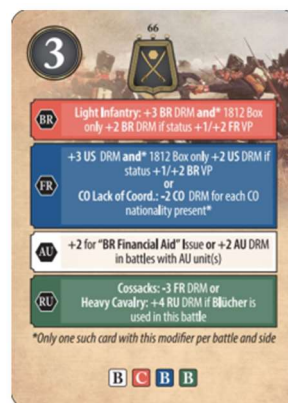 66
3
BR
Light Infantry: +3 BR DRM and* 1812 Box
only +2 BR DRM if status +1/+2 FR VP
FR
+3 US DRM and* 1812 Box only +2 US DRM if
status +1/+2 BR VP
or
CO Lack of Coord.: -2 CO DRM for each CO
nationality present*
AU
+2 for "BR Financial Aid" Issue or +2 AU DRM
in battles with AU unit(s)
RU
Cossacks: -3 FR DRM or
Heavy Cavalry: +4 RU DRM if Blücher is
used in this battle
*Only one such card with this modifier per battle and side
B C B B